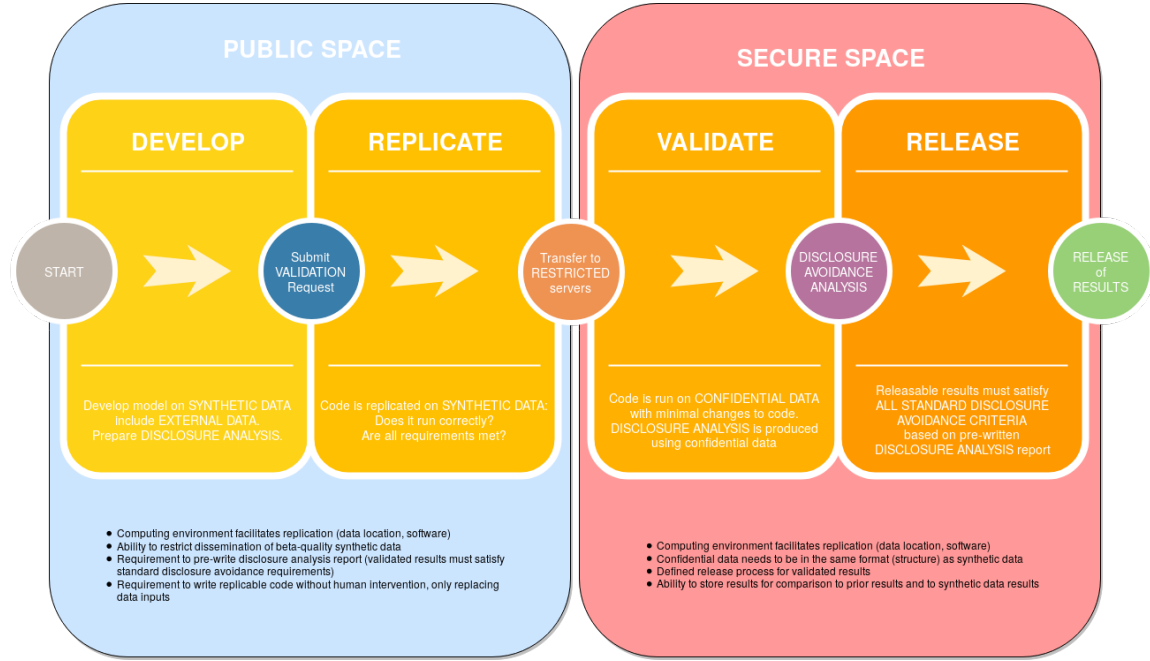 PUBLIC SPACE
DEVELOP
REPLICATE
START
Submit
VALIDATION
Request
Transfer to
RESTRICTED
servers
Develop model on SYNTHETIC DATA
include EXTERNAL DATA.
Prepare DISCLOSURE ANALYSIS.
Code is replicated on SYNTHETIC DATA:
Does it run correctly?
Are all requirements met?
● Computing environment facilitates replication (data location, software)
● Ability to restrict dissemination of beta-quality synthetic data
● Requirement to pre-write disclosure analysis report (validated results must satisfy
standard disclosure avoidance requirements)
● Requirement to write replicable code without human intervention, only replacing
data inputs
SECURE SPACE
VALIDATE
RELEASE
DISCLOSURE
AVOIDANCE
ANALYSIS
RELEASE
of
RESULTS
Code is run on CONFIDENTIAL DATA
with minimal changes to code.
DISCLOSURE ANALYSIS is produced
using confidential data
Releasable results must satisfy
ALL STANDARD DISCLOSURE
AVOIDANCE CRITERIA
based on pre-written
DISCLOSURE ANALYSIS report
● Computing environment facilitates replication (data location, software)
● Confidential data needs to be in the same format (structure) as synthetic data
● Defined release process for validated results
● Ability to store results for comparison to prior results and to synthetic data results